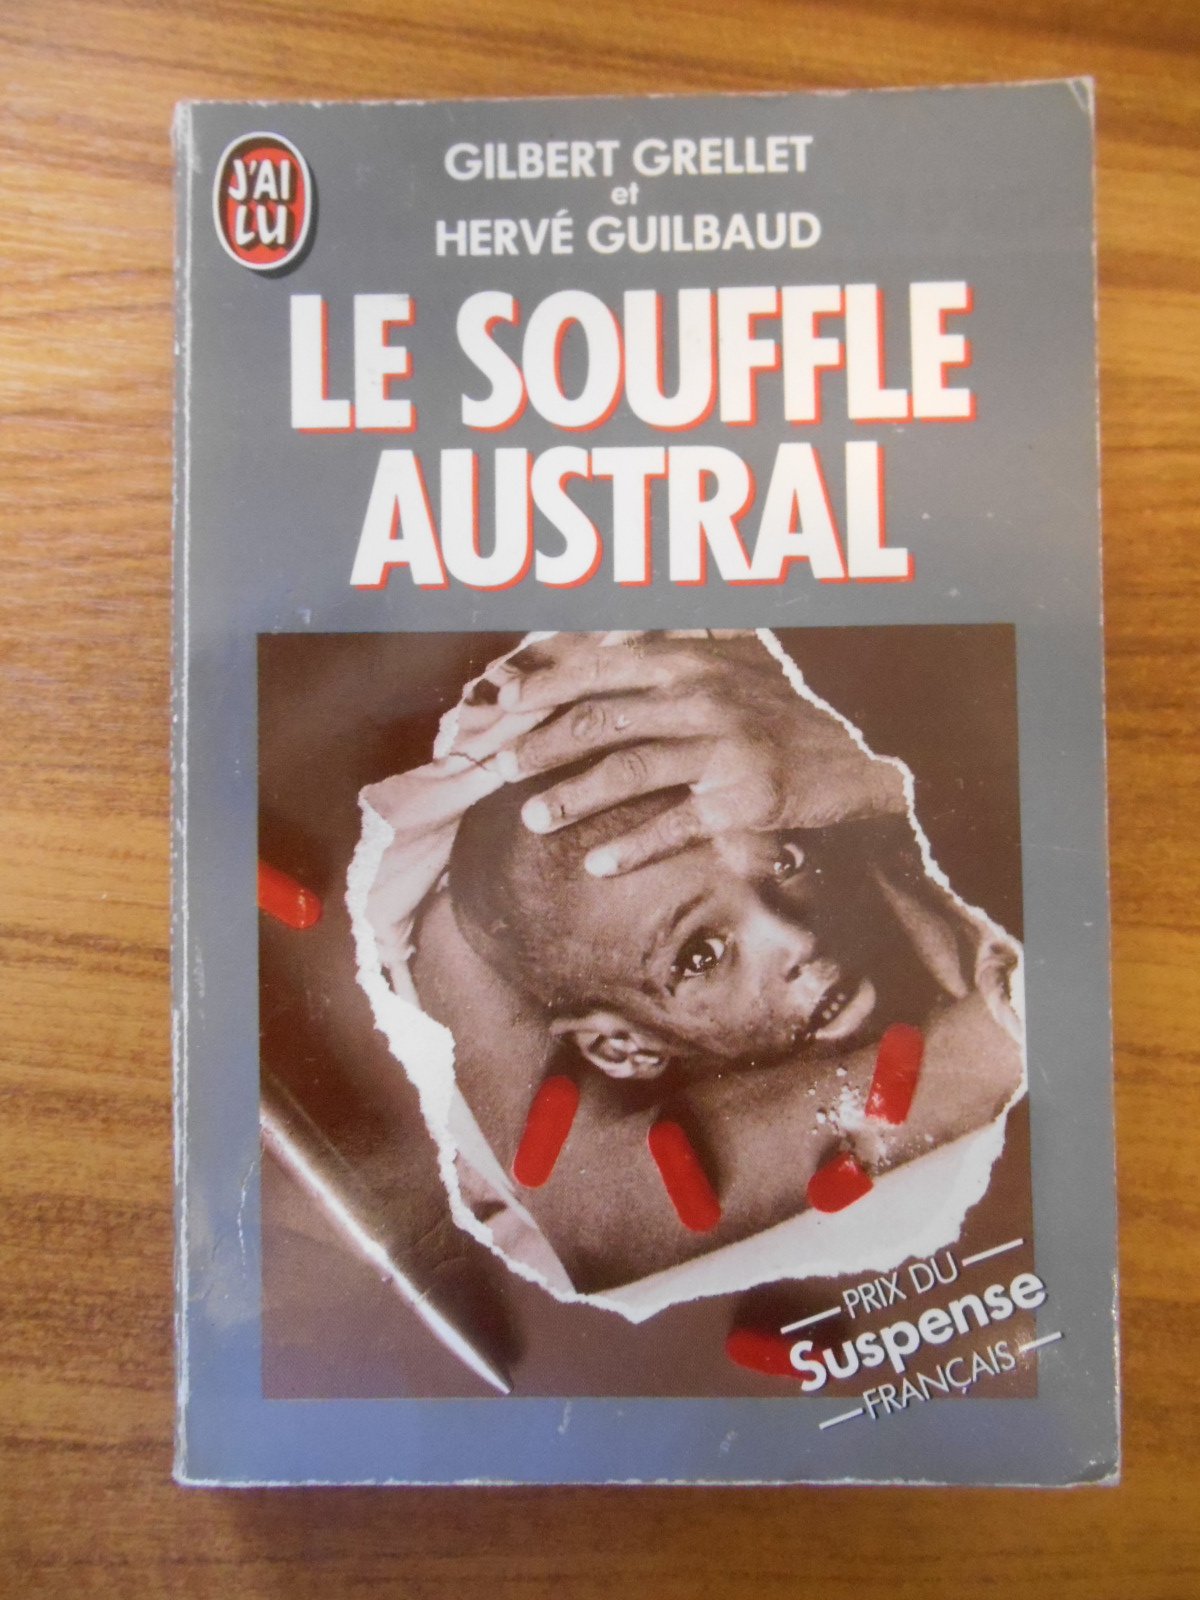 J'AI
LU
GILBERT GRELLET
et
HERVÉ GUILBAUD
LE SOUFFLE
AUSTRAL
PRIX DU
Suspense
FRANÇAIS